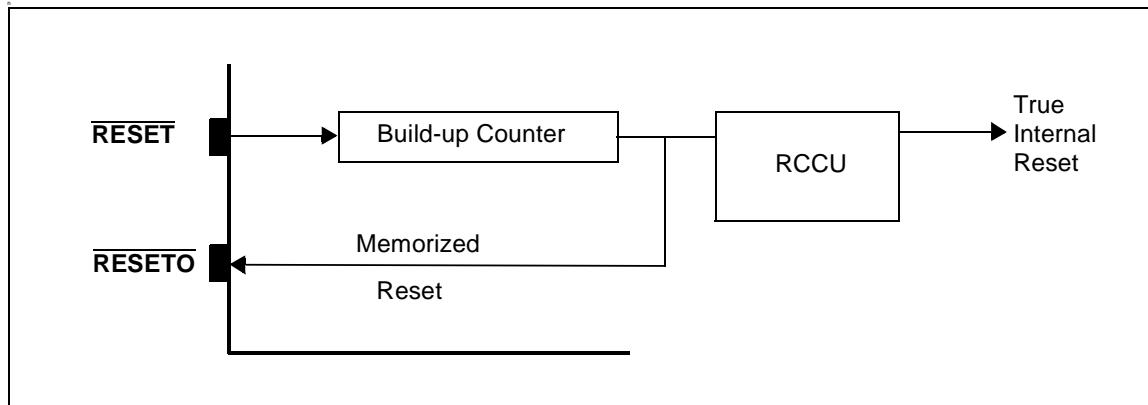 RESET
Build-up Counter
RCCU
True
Internal
Reset
RESETO
Memorized
Reset